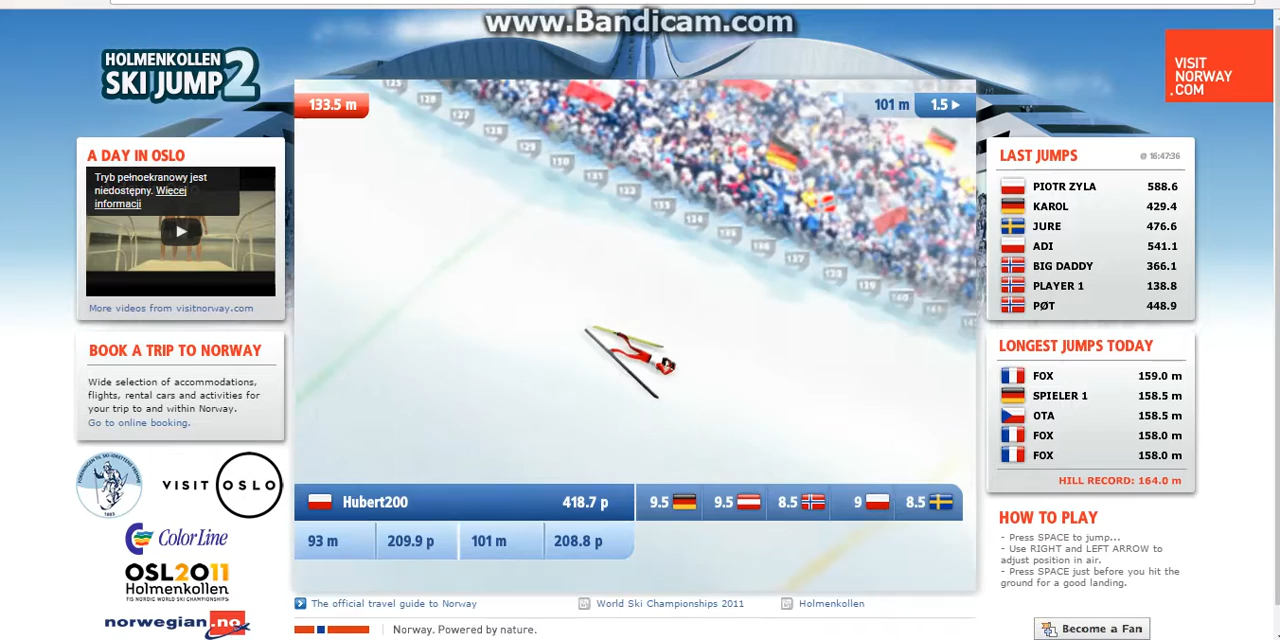 www.Bandicam.com
HOLMENKOLLEN
SKI JUMP 2
VISIT
NORWAY
.COM
A DAY IN OSLO
Tryb pełnoekranowy jest
niedostępny. Więcej
informacji
More videos from visitnorway.com
BOOK A TRIP TO NORWAY
Wide selection of accommodations,
flights, rental cars and activities for
your trip to and within Norway.
Go to online booking.
VISIT OSLO
Color Line
OSL2011
Holmenkollen
FIS NORDIC WORLD SKI CHAMPIONSHIPS
norwegian.no
133.5 m
101 m 1.5
127
129
130
131
Hubert200 418.7 p 9.5 9.5 8.5 9 8.5
93 m 209.9 p 101 m 208.8 p
The official travel guide to Norway World Ski Championships 2011 Holmenkollen
Norway. Powered by nature.
LAST JUMPS @ 16:47:36
PIOTR ZYLA 588.6
KAROL 429.4
JURE 476.6
ADI 541.1
BIG DADDY 366.1
PLAYER 1 138.8
PØT 448.9
LONGEST JUMPS TODAY
FOX 159.0 m
SPIELER 1 158.5 m
OTA 158.5 m
FOX 158.0 m
FOX 158.0 m
HILL RECORD: 164.0 m
HOW TO PLAY
- Press SPACE to jump...
- Use RIGHT and LEFT ARROW to
adjust position in air.
- Press SPACE just before you hit the
ground for a good landing.
Become a Fan